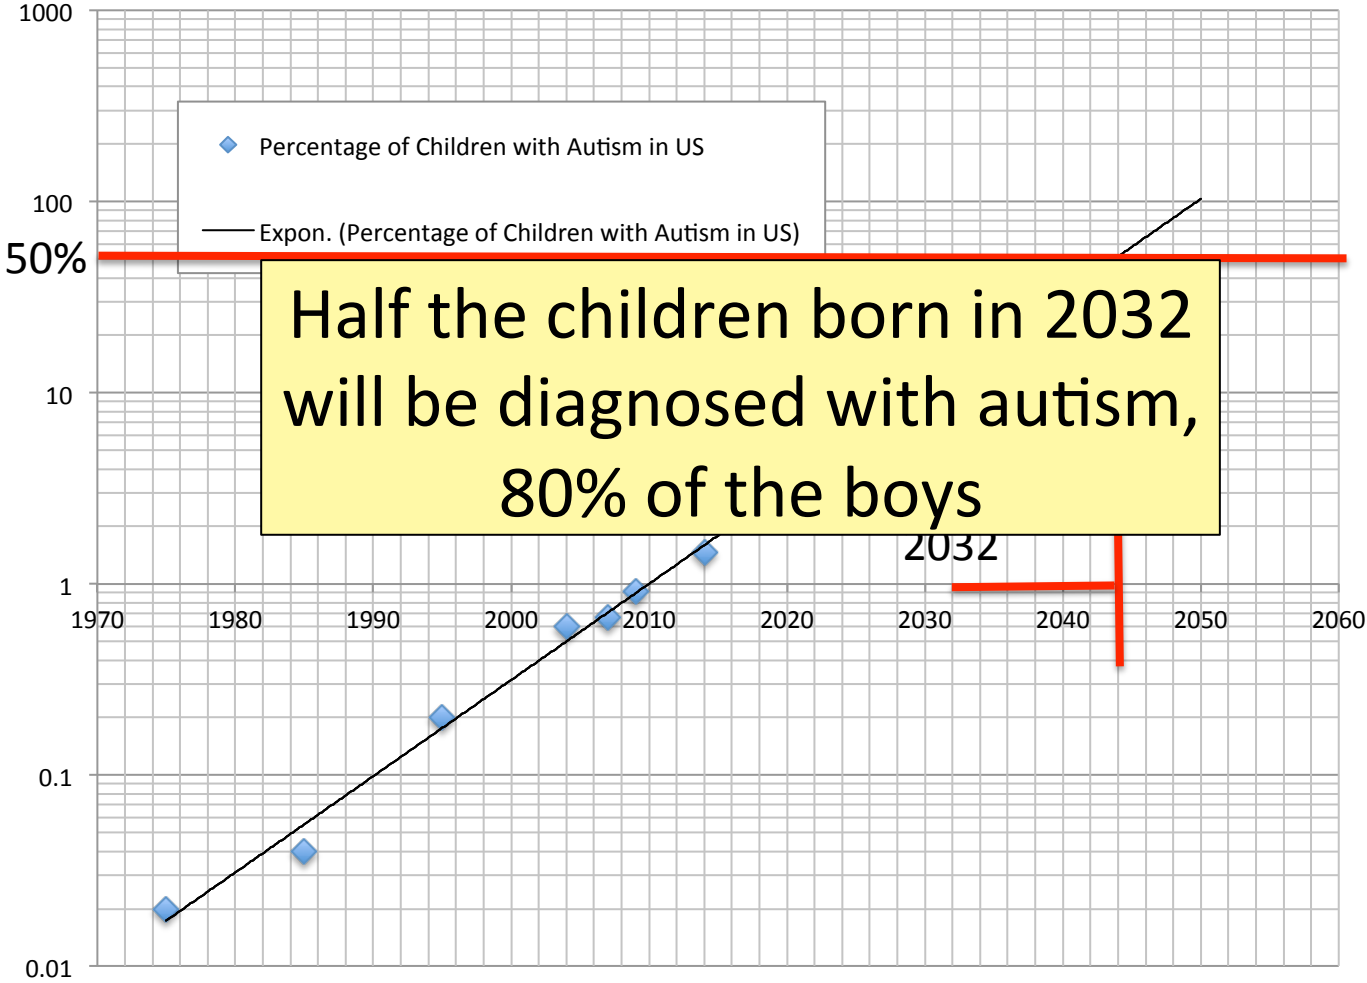 1000
Percentage of Children with Autism in US
100
Expon. (Percentage of Children with Autism in US)
50%
Half the children born in 2032
will be diagnosed with autism,
80% of the boys
10
2032
1
1970 1980 1990 2000 2010 2020 2030 2040 2050 2060
0.1
0.01